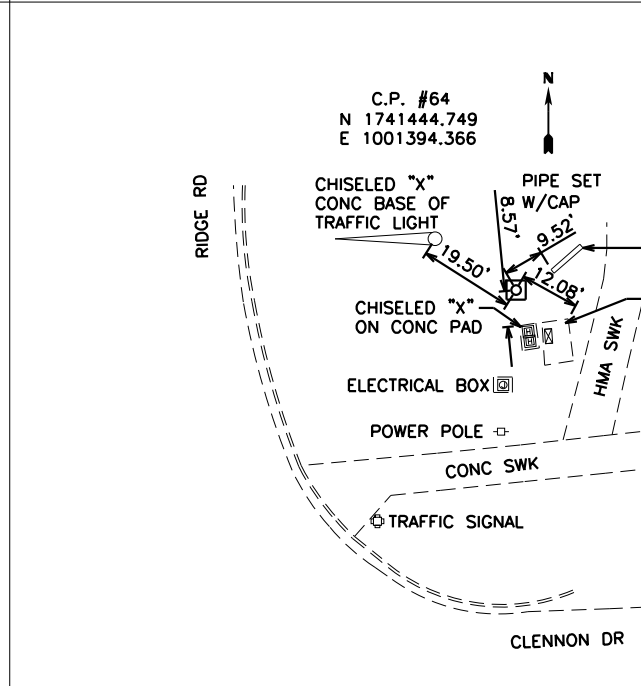 C.P. #64
N 1741444.749
E 1001394.366
N
RIDGE RD
CHISELED "X"
CONC BASE OF
TRAFFIC LIGHT
PIPE SET
W/CAP
8.57'
9.52'
19.50'
12.08'
CHISELED "X"
ON CONC PAD
HMA SWK
ELECTRICAL BOX
POWER POLE
CONC SWK
TRAFFIC SIGNAL
CLENNON DR